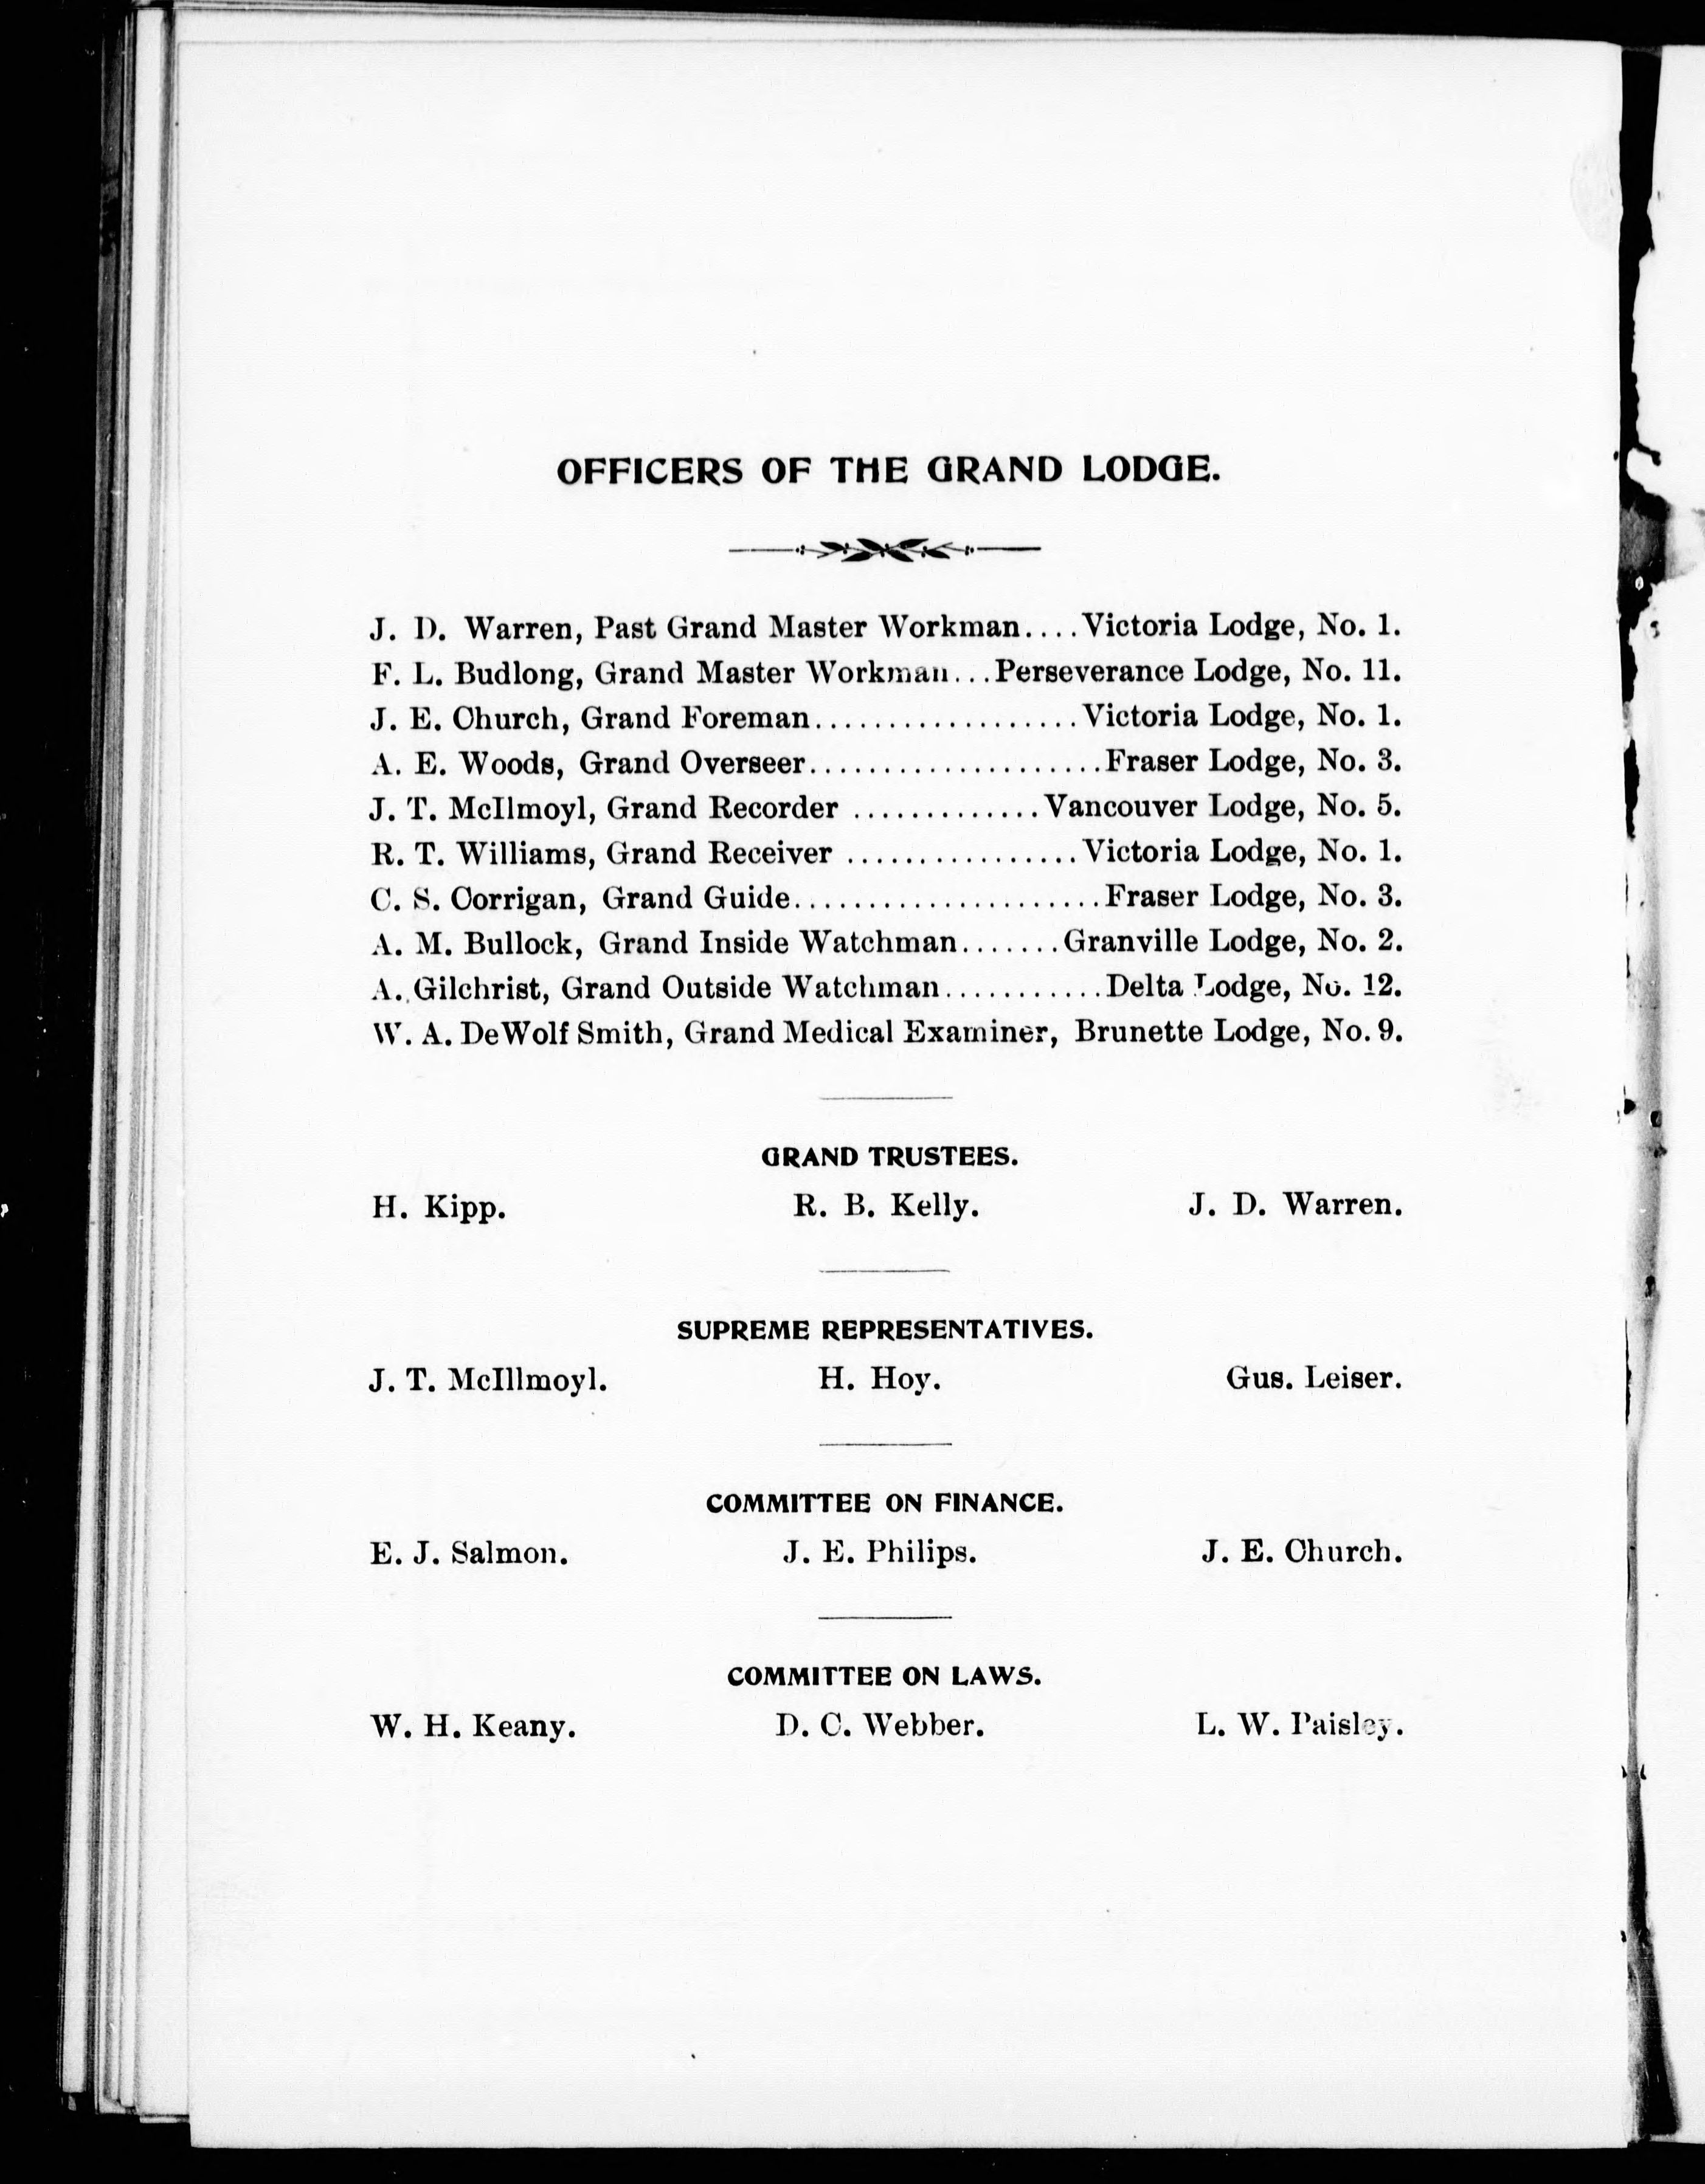 OFFICERS OF THE GRAND LODGE.
J. D. Warren, Past Grand Master Workman....Victoria Lodge, No. 1.
F. L. Budlong, Grand Master Workman...Perseverance Lodge, No. 11.
J. E. Church, Grand Foreman..................Victoria Lodge, No. 1.
A. E. Woods, Grand Overseer....................Fraser Lodge, No. 3.
J. T. McIlmoyl, Grand Recorder .............Vancouver Lodge, No. 5.
R. T. Williams, Grand Receiver ................Victoria Lodge, No. 1.
C. S. Corrigan, Grand Guide.....................Fraser Lodge, No. 3.
A. M. Bullock, Grand Inside Watchman.......Granville Lodge, No. 2.
A. Gilchrist, Grand Outside Watchman...........Delta Lodge, No. 12.
W. A. DeWolf Smith, Grand Medical Examiner, Brunette Lodge, No. 9.
GRAND TRUSTEES.
H. Kipp. R. B. Kelly. J. D. Warren.
SUPREME REPRESENTATIVES.
J. T. McIllmoyl. H. Hoy. Gus. Leiser.
COMMITTEE ON FINANCE.
E. J. Salmon. J. E. Philips. J. E. Church.
COMMITTEE ON LAWS.
W. H. Keany. D. C. Webber. L. W. Paisley.